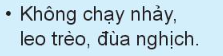 • Không chạy nhảy,
leo trèo, đùa nghịch.